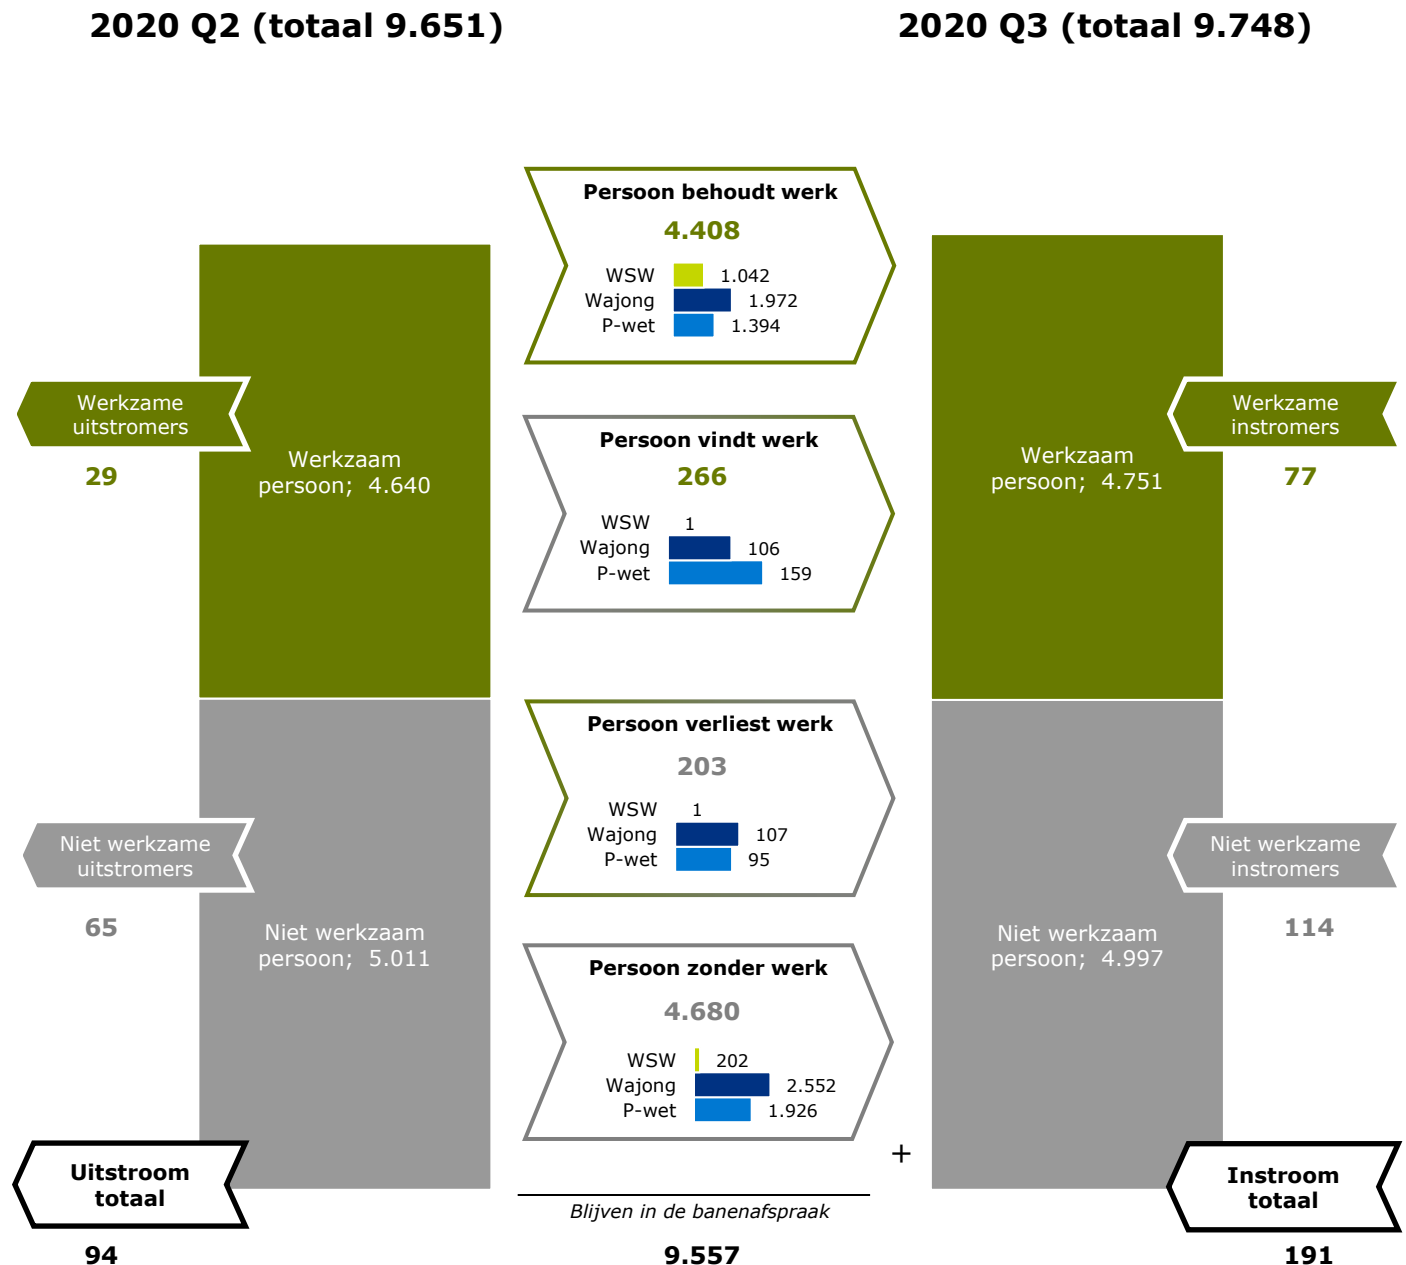 2020 Q2 (totaal 9.651)
2020 Q3 (totaal 9.748)
Persoon behoudt werk
4.408
WSW 1.042
Wajong 1.972
P-wet 1.394
Werkzame
uitstromers
29
Werkzaam
persoon; 4.640
Persoon vindt werk
266
WSW 1
Wajong 106
P-wet 159
Werkzaam
persoon; 4.751
Werkzame
instromers
77
Persoon verliest werk
203
WSW 1
Wajong 107
P-wet 95
Niet werkzame
uitstromers
65
Niet werkzaam
persoon; 5.011
Persoon zonder werk
4.680
WSW 202
Wajong 2.552
P-wet 1.926
Niet werkzaam
persoon; 4.997
Niet werkzame
instromers
114
+
Uitstroom
totaal
94
Blijven in de banenafspraak
9.557
Instroom
totaal
191